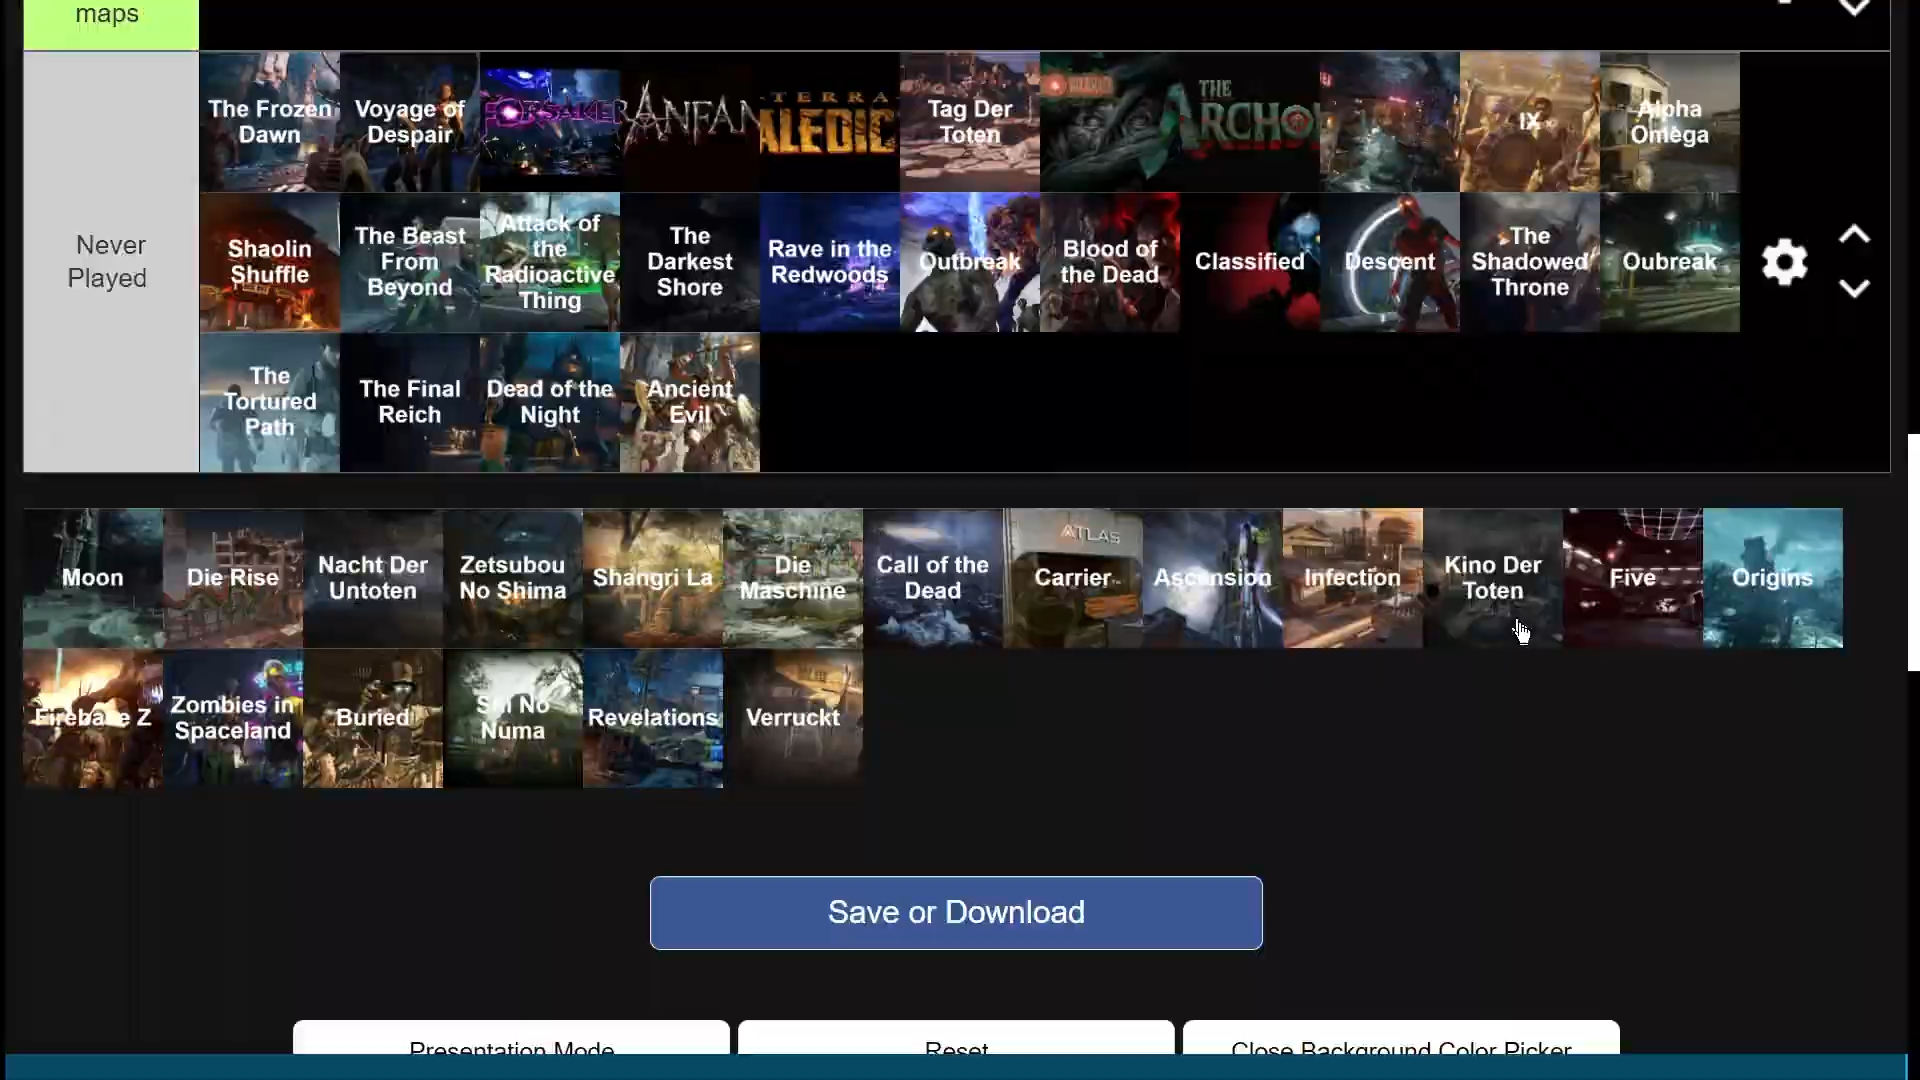 maps
Never
Played
The Frozen
Dawn
Voyage of
Despair
FORSAKEN
ANFAN
TERRA
MALEDIC
Tag Der
Toten
THE
ARCHO
IX
Alpha
Omega
Shaolin
Shuffle
The Beast
From
Beyond
Attack of
the
Radioactive
Thing
The
Darkest
Shore
Rave in the
Redwoods
Outbreak
Blood of
the Dead
Classified
Descent
The
Shadowed
Throne
Oubreak
The
Tortured
Path
The Final
Reich
Dead of the
Night
Ancient
Evil
Moon
Die Rise
Nacht Der
Untoten
Zetsubou
No Shima
Shangri La
Die
Maschine
Call of the
Dead
ATLAS
Carrier
Ascension
Infection
Kino Der
Toten
Five
Origins
Firebase Z
Zombies in
Spaceland
Buried
Shi No
Numa
Revelations
Verruckt
Save or Download
Presentation Mode
Reset
Close Background Color Picker